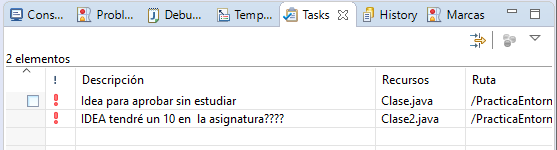 Cons... Proble... Debu... Temp... Tasks History Marcas
2 elementos
! Descripción Recursos Ruta
Idea para aprobar sin estudiar Clase.java /PracticaEntorn
IDEA tendré un 10 en la asignatura???? Clase2.java /PracticaEntorn